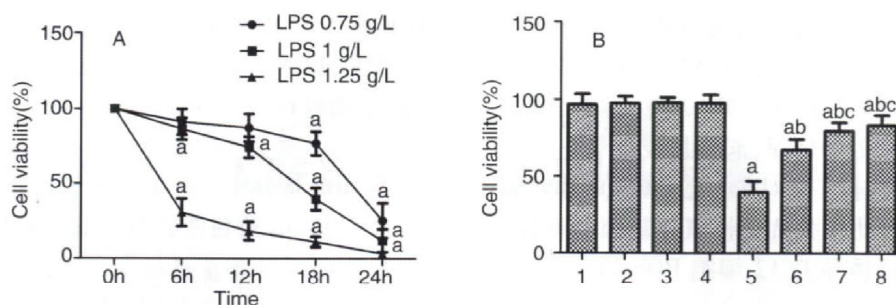 A
LPS 0.75 g/L
LPS 1 g/L
LPS 1.25 g/L
Cell viability(%)
150
100
50
0
a
a
a
a
a
a
a
a
a
a
a
0h
6h
12h
18h
24h
Time
B
Cell viability(%)
150
100
50
0
a
ab
abc
abc
1
2
3
4
5
6
7
8